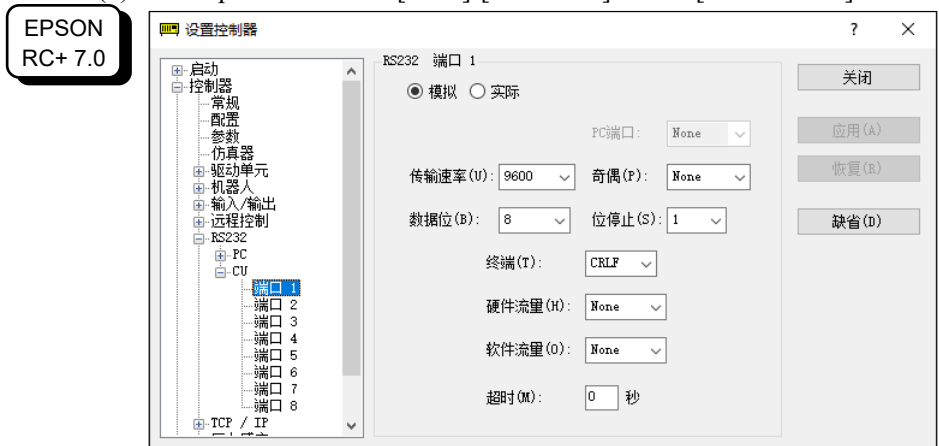 EPSON
RC+ 7.0
设置控制器
?
启动
控制器
常规
配置
参数
仿真器
驱动单元
机器人
输入/输出
远程控制
RS232
PC
CU
端口 1
端口 2
端口 3
端口 4
端口 5
端口 6
端口 7
端口 8
TCP / IP
RS232 端口 1
模拟 实际
PC端口: None
传输速率(U): 9600 奇偶(P): None
数据位(B): 8 位停止(S): 1
终端(T): CRLF
硬件流量(H): None
软件流量(O): None
超时(M): 0 秒
关闭
应用(A)
恢复(R)
缺省(D)